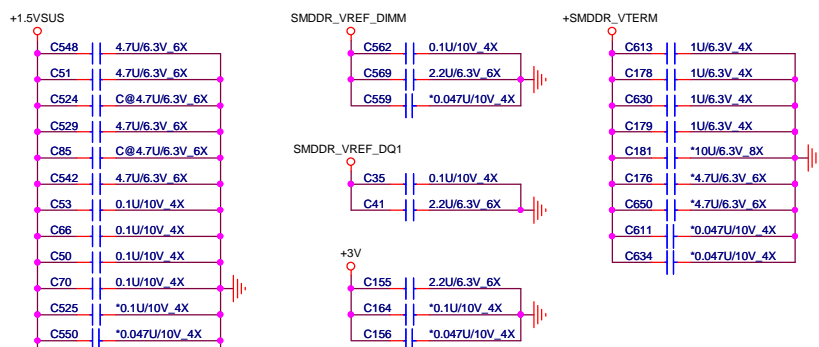 +1.5VSUS
C548 4.7U/6.3V_6X
C51 4.7U/6.3V_6X
C524 C@4.7U/6.3V_6X
C529 4.7U/6.3V_6X
C85 C@4.7U/6.3V_6X
C542 4.7U/6.3V_6X
C53 0.1U/10V_4X
C66 0.1U/10V_4X
C50 0.1U/10V_4X
C70 0.1U/10V_4X
C525 *0.1U/10V_4X
C550 *0.047U/10V_4X
SMDDR_VREF_DIMM
C562 0.1U/10V_4X
C569 2.2U/6.3V_6X
C559 *0.047U/10V_4X
SMDDR_VREF_DQ1
C35 0.1U/10V_4X
C41 2.2U/6.3V_6X
+3V
C155 2.2U/6.3V_6X
C164 *0.1U/10V_4X
C156 *0.047U/10V_4X
+SMDDR_VTERM
C613 1U/6.3V_4X
C178 1U/6.3V_4X
C630 1U/6.3V_4X
C179 1U/6.3V_4X
C181 *10U/6.3V_8X
C176 *4.7U/6.3V_6X
C650 *4.7U/6.3V_6X
C611 *0.047U/10V_4X
C634 *0.047U/10V_4X